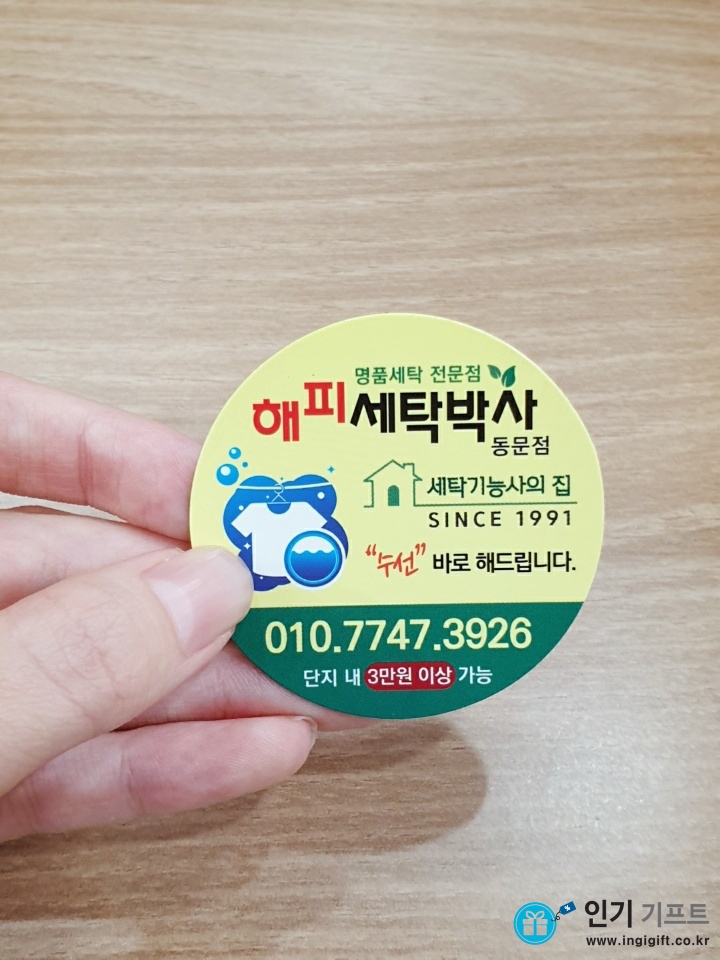 명품세탁 전문점
해피세탁박사
동문점
세탁기능사의 집
SINCE 1991
"수선" 바로 해드립니다.
010.7747.3926
단지 내 3만원 이상 가능
인기 기프트
www.ingigift.co.kr